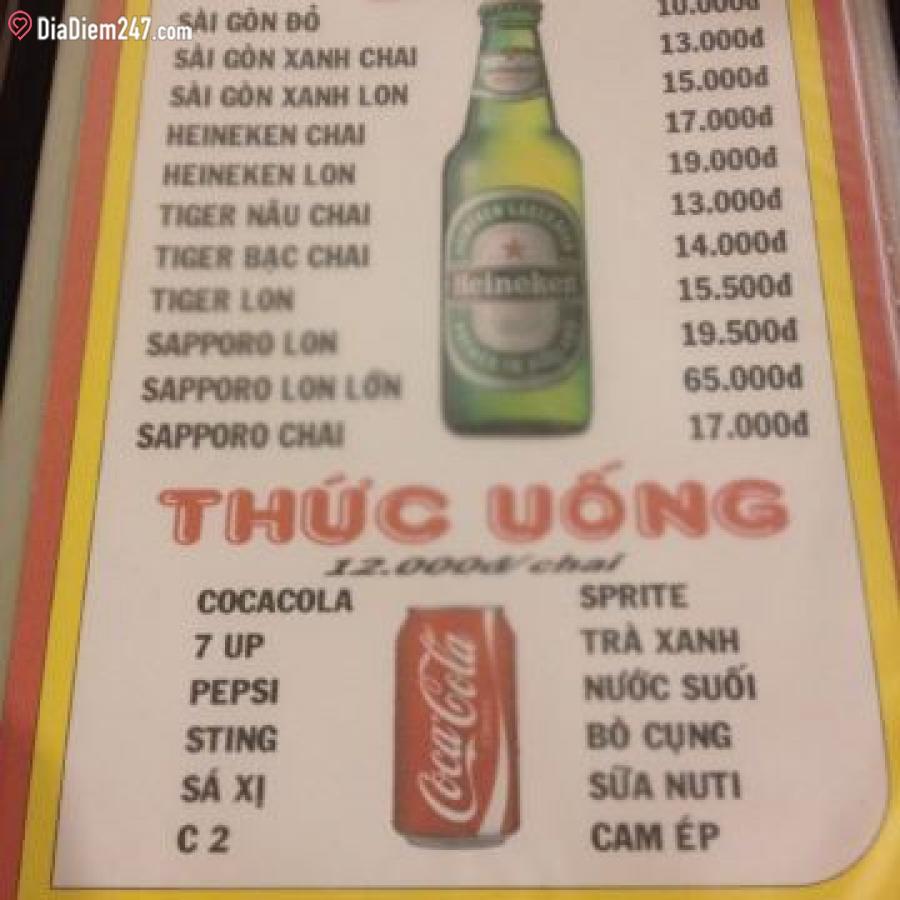 DiaDiem247.com
SÀI GÒN ĐỎ 10.000đ
SÀI GÒN XANH CHAI 13.000đ
SÀI GÒN XANH LON 15.000đ
HEINEKEN CHAI 17.000đ
HEINEKEN LON 19.000đ
TIGER NÂU CHAI 13.000đ
TIGER BẠC CHAI 14.000đ
TIGER LON 15.500đ
SAPPORO LON 19.500đ
SAPPORO LON LỚN 65.000đ
SAPPORO CHAI 17.000đ
Heineken
THỨC UỐNG
12.000đ/chai
COCACOLA SPRITE
7 UP TRÀ XANH
PEPSI NƯỚC SUỐI
STING BÒ CỤNG
SÁ XỊ SỮA NUTI
C 2 CAM ÉP
Coca-Cola